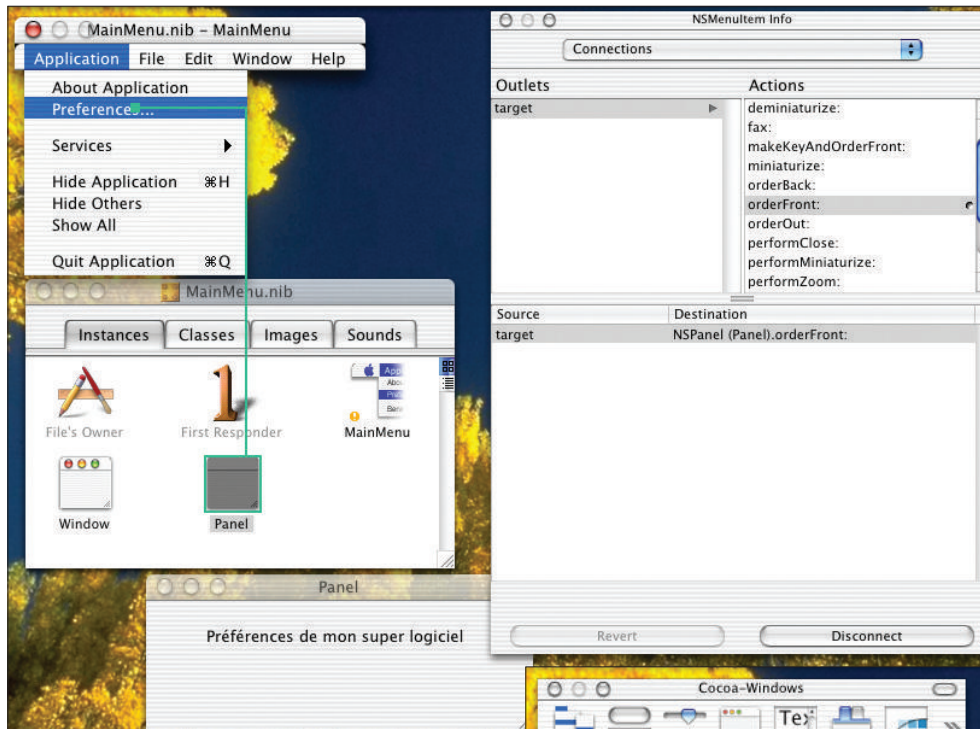 MainMenu.nib – MainMenu
Application File Edit Window Help
About Application
Preferences...
Services
Hide Application ⌘H
Hide Others
Show All
Quit Application ⌘Q
MainMenu.nib
Instances Classes Images Sounds
File's Owner First Responder MainMenu
Window Panel
Panel
Préférences de mon super logiciel
NSMenuItem Info
Connections
Outlets Actions
target
deminiaturize:
fax:
makeKeyAndOrderFront:
miniaturize:
orderBack:
orderFront:
orderOut:
performClose:
performMiniaturize:
performZoom:
Source Destination
target NSPanel (Panel).orderFront:
Revert Disconnect
Cocoa-Windows